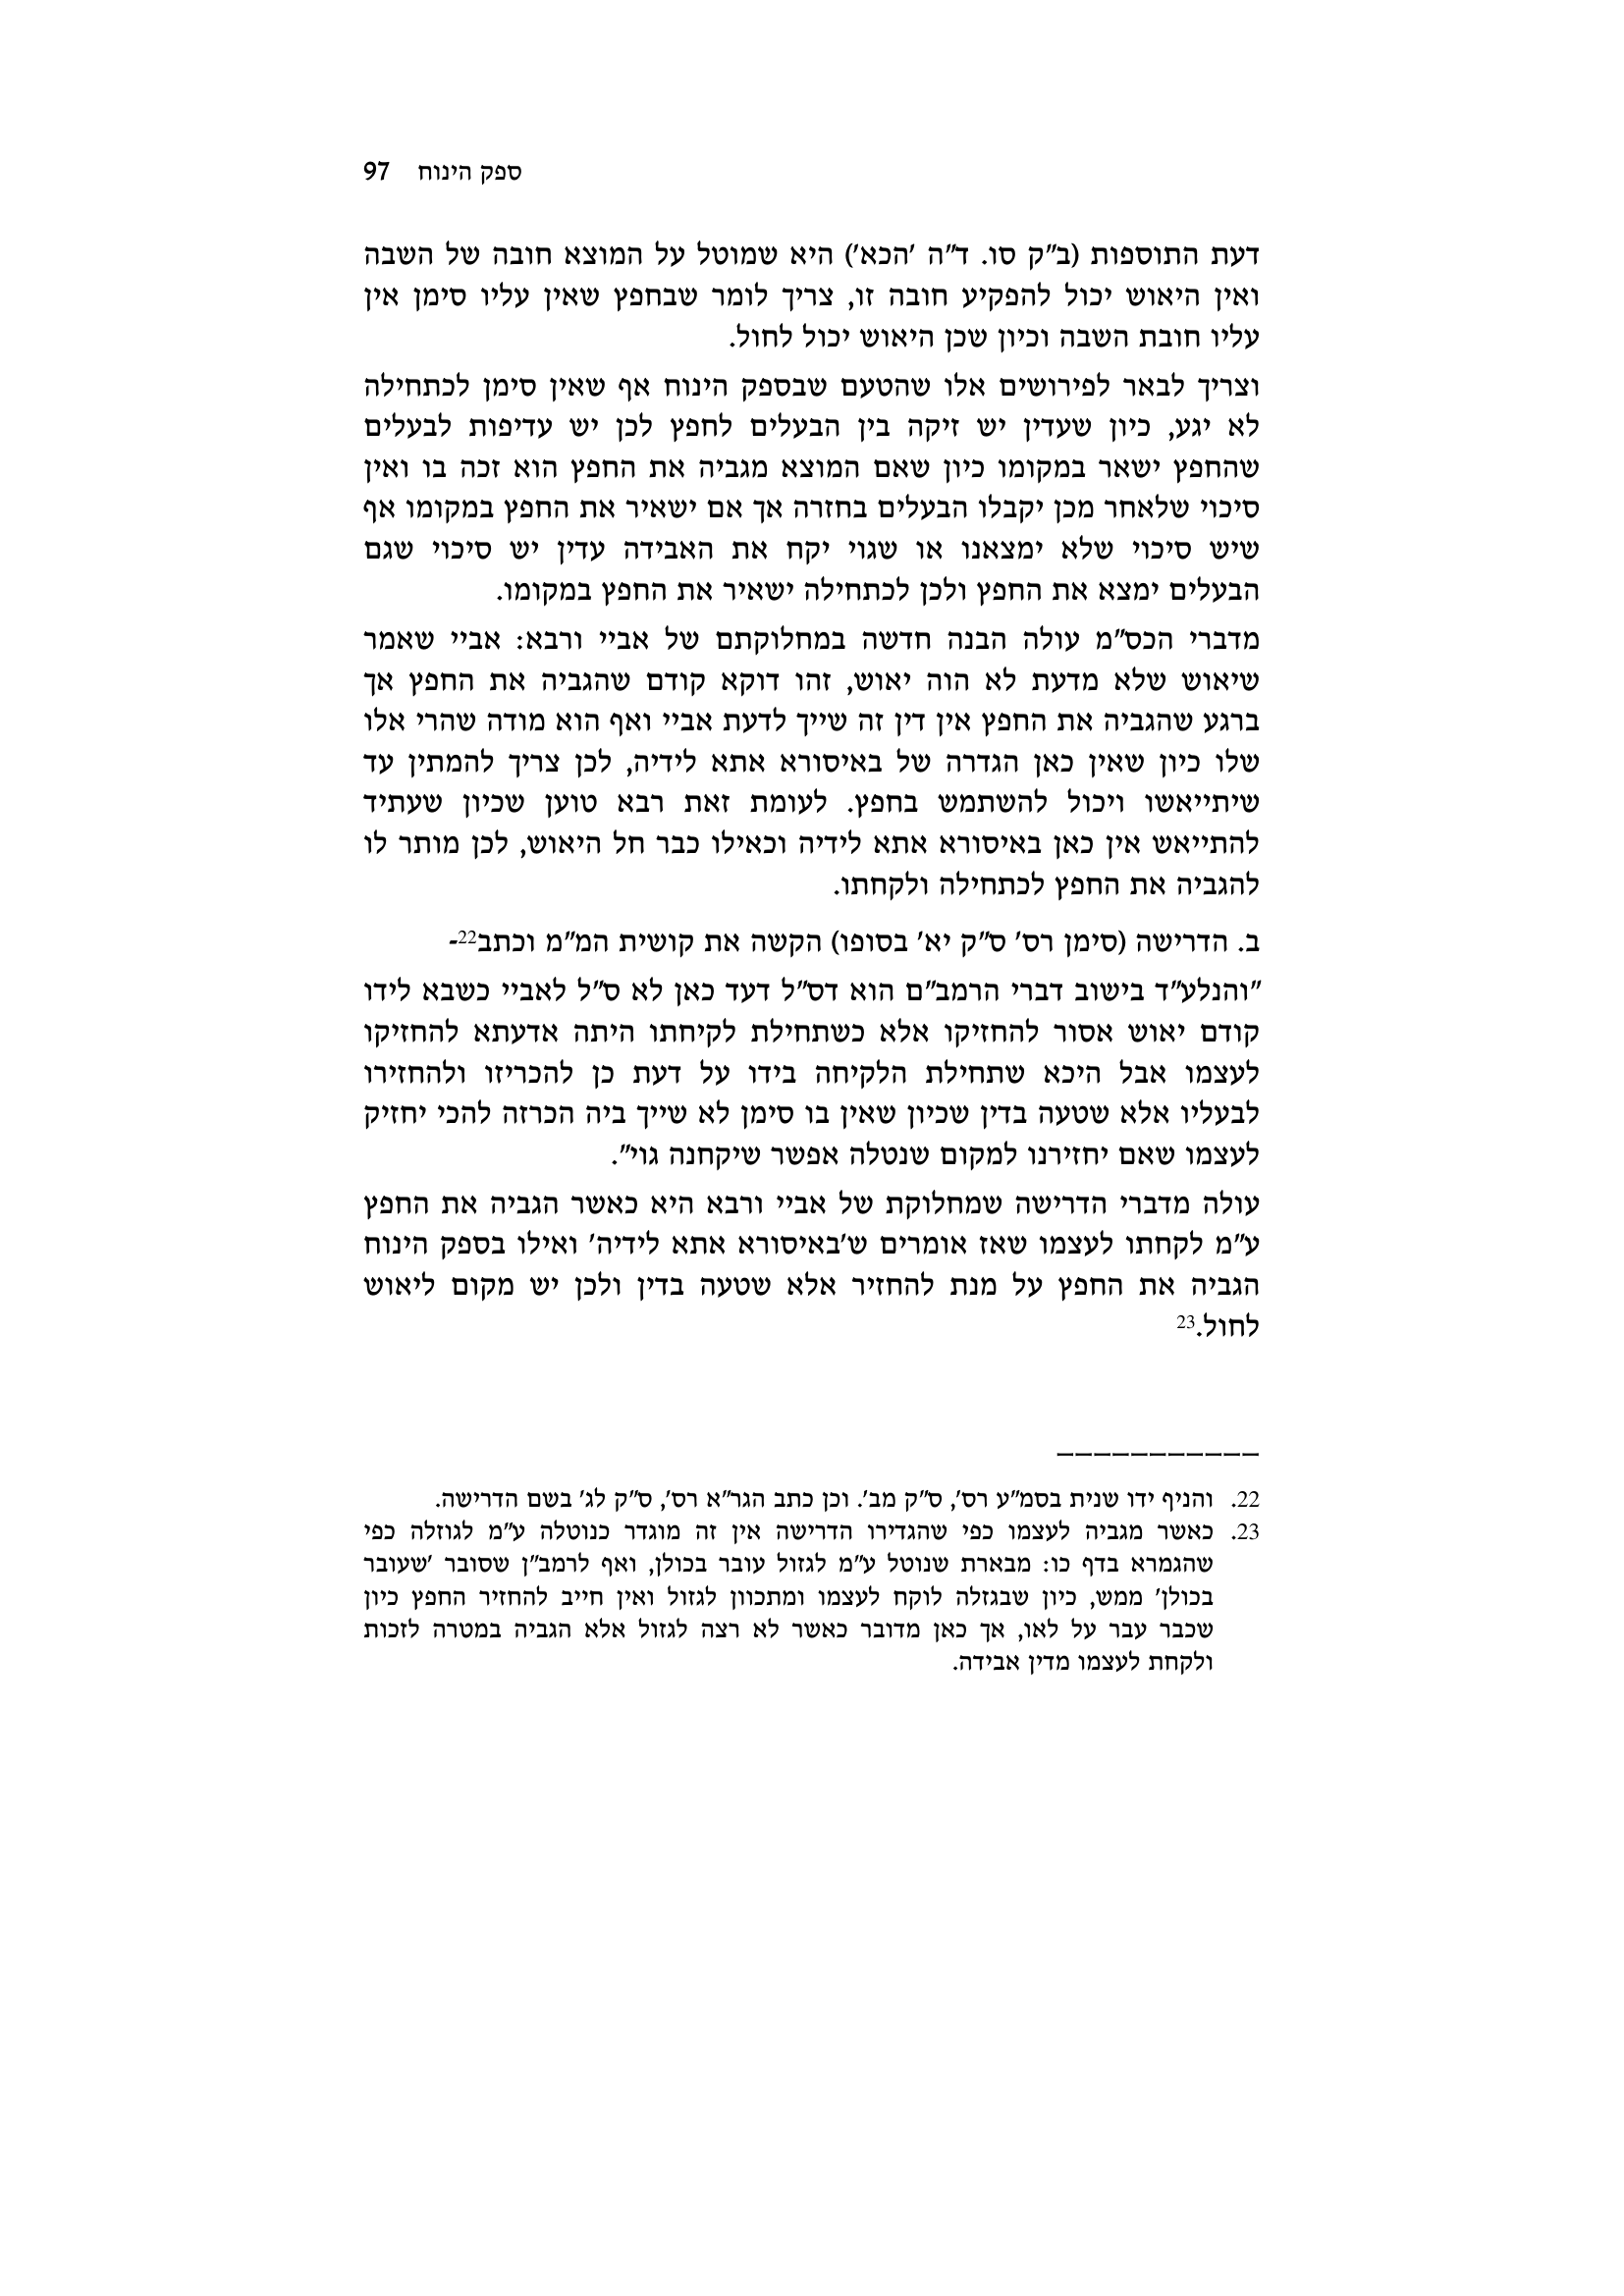 ספק הינוח 97
דעת התוספות (ב"ק סו. ד"ה 'הכא') היא שמוטל על המוצא חובה של השבה
ואין היאוש יכול להפקיע חובה זו, צריך לומר שבחפץ שאין עליו סימן אין
עליו חובת השבה וכיון שכן היאוש יכול לחול.
וצריך לבאר לפירושים אלו שהטעם שבספק הינוח אף שאין סימן לכתחילה
לא יגע, כיון שעדין יש זיקה בין הבעלים לחפץ לכן יש עדיפות לבעלים
שהחפץ ישאר במקומו כיון שאם המוצא מגביה את החפץ הוא זכה בו ואין
סיכוי שלאחר מכן יקבלו הבעלים בחזרה אך אם ישאיר את החפץ במקומו אף
שיש סיכוי שלא ימצאנו או שגוי יקח את האבידה עדין יש סיכוי שגם
הבעלים ימצא את החפץ ולכן לכתחילה ישאיר את החפץ במקומו.
מדברי הכס"מ עולה הבנה חדשה במחלוקתם של אביי ורבא: אביי שאמר
שיאוש שלא מדעת לא הוה יאוש, זהו דוקא קודם שהגביה את החפץ אך
ברגע שהגביה את החפץ אין דין זה שייך לדעת אביי ואף הוא מודה שהרי אלו
שלו כיון שאין כאן הגדרה של באיסורא אתא לידיה, לכן צריך להמתין עד
שיתייאשו ויכול להשתמש בחפץ. לעומת זאת רבא טוען שכיון שעתיד
להתייאש אין כאן באיסורא אתא לידיה וכאילו כבר חל היאוש, לכן מותר לו
להגביה את החפץ לכתחילה ולקחתו.
ב. הדרישה (סימן רס' ס"ק יא' בסופו) הקשה את קושית המ"מ וכתב22-
"והנלע"ד בישוב דברי הרמב"ם הוא דס"ל דעד כאן לא ס"ל לאביי כשבא לידו
קודם יאוש אסור להחזיקו אלא כשתחילת לקיחתו היתה אדעתא להחזיקו
לעצמו אבל היכא שתחילת הלקיחה בידו על דעת כן להכריזו ולהחזירו
לבעליו אלא שטעה בדין שכיון שאין בו סימן לא שייך ביה הכרזה להכי יחזיק
לעצמו שאם יחזירנו למקום שנטלה אפשר שיקחנה גוי".
עולה מדברי הדרישה שמחלוקת של אביי ורבא היא כאשר הגביה את החפץ
ע"מ לקחתו לעצמו שאז אומרים ש'באיסורא אתא לידיה' ואילו בספק הינוח
הגביה את החפץ על מנת להחזיר אלא שטעה בדין ולכן יש מקום ליאוש
לחול.23
22. והניף ידו שנית בסמ"ע רס', ס"ק מב'. וכן כתב הגר"א רס', ס"ק לג' בשם הדרישה.
23. כאשר מגביה לעצמו כפי שהגדירו הדרישה אין זה מוגדר כנוטלה ע"מ לגוזלה כפי
שהגמרא בדף כו: מבארת שנוטל ע"מ לגזול עובר בכולן, ואף לרמב"ן שסובר 'שעובר
בכולן' ממש, כיון שבגזלה לוקח לעצמו ומתכוון לגזול ואין חייב להחזיר החפץ כיון
שכבר עבר על לאו, אך כאן מדובר כאשר לא רצה לגזול אלא הגביה במטרה לזכות
ולקחת לעצמו מדין אבידה.